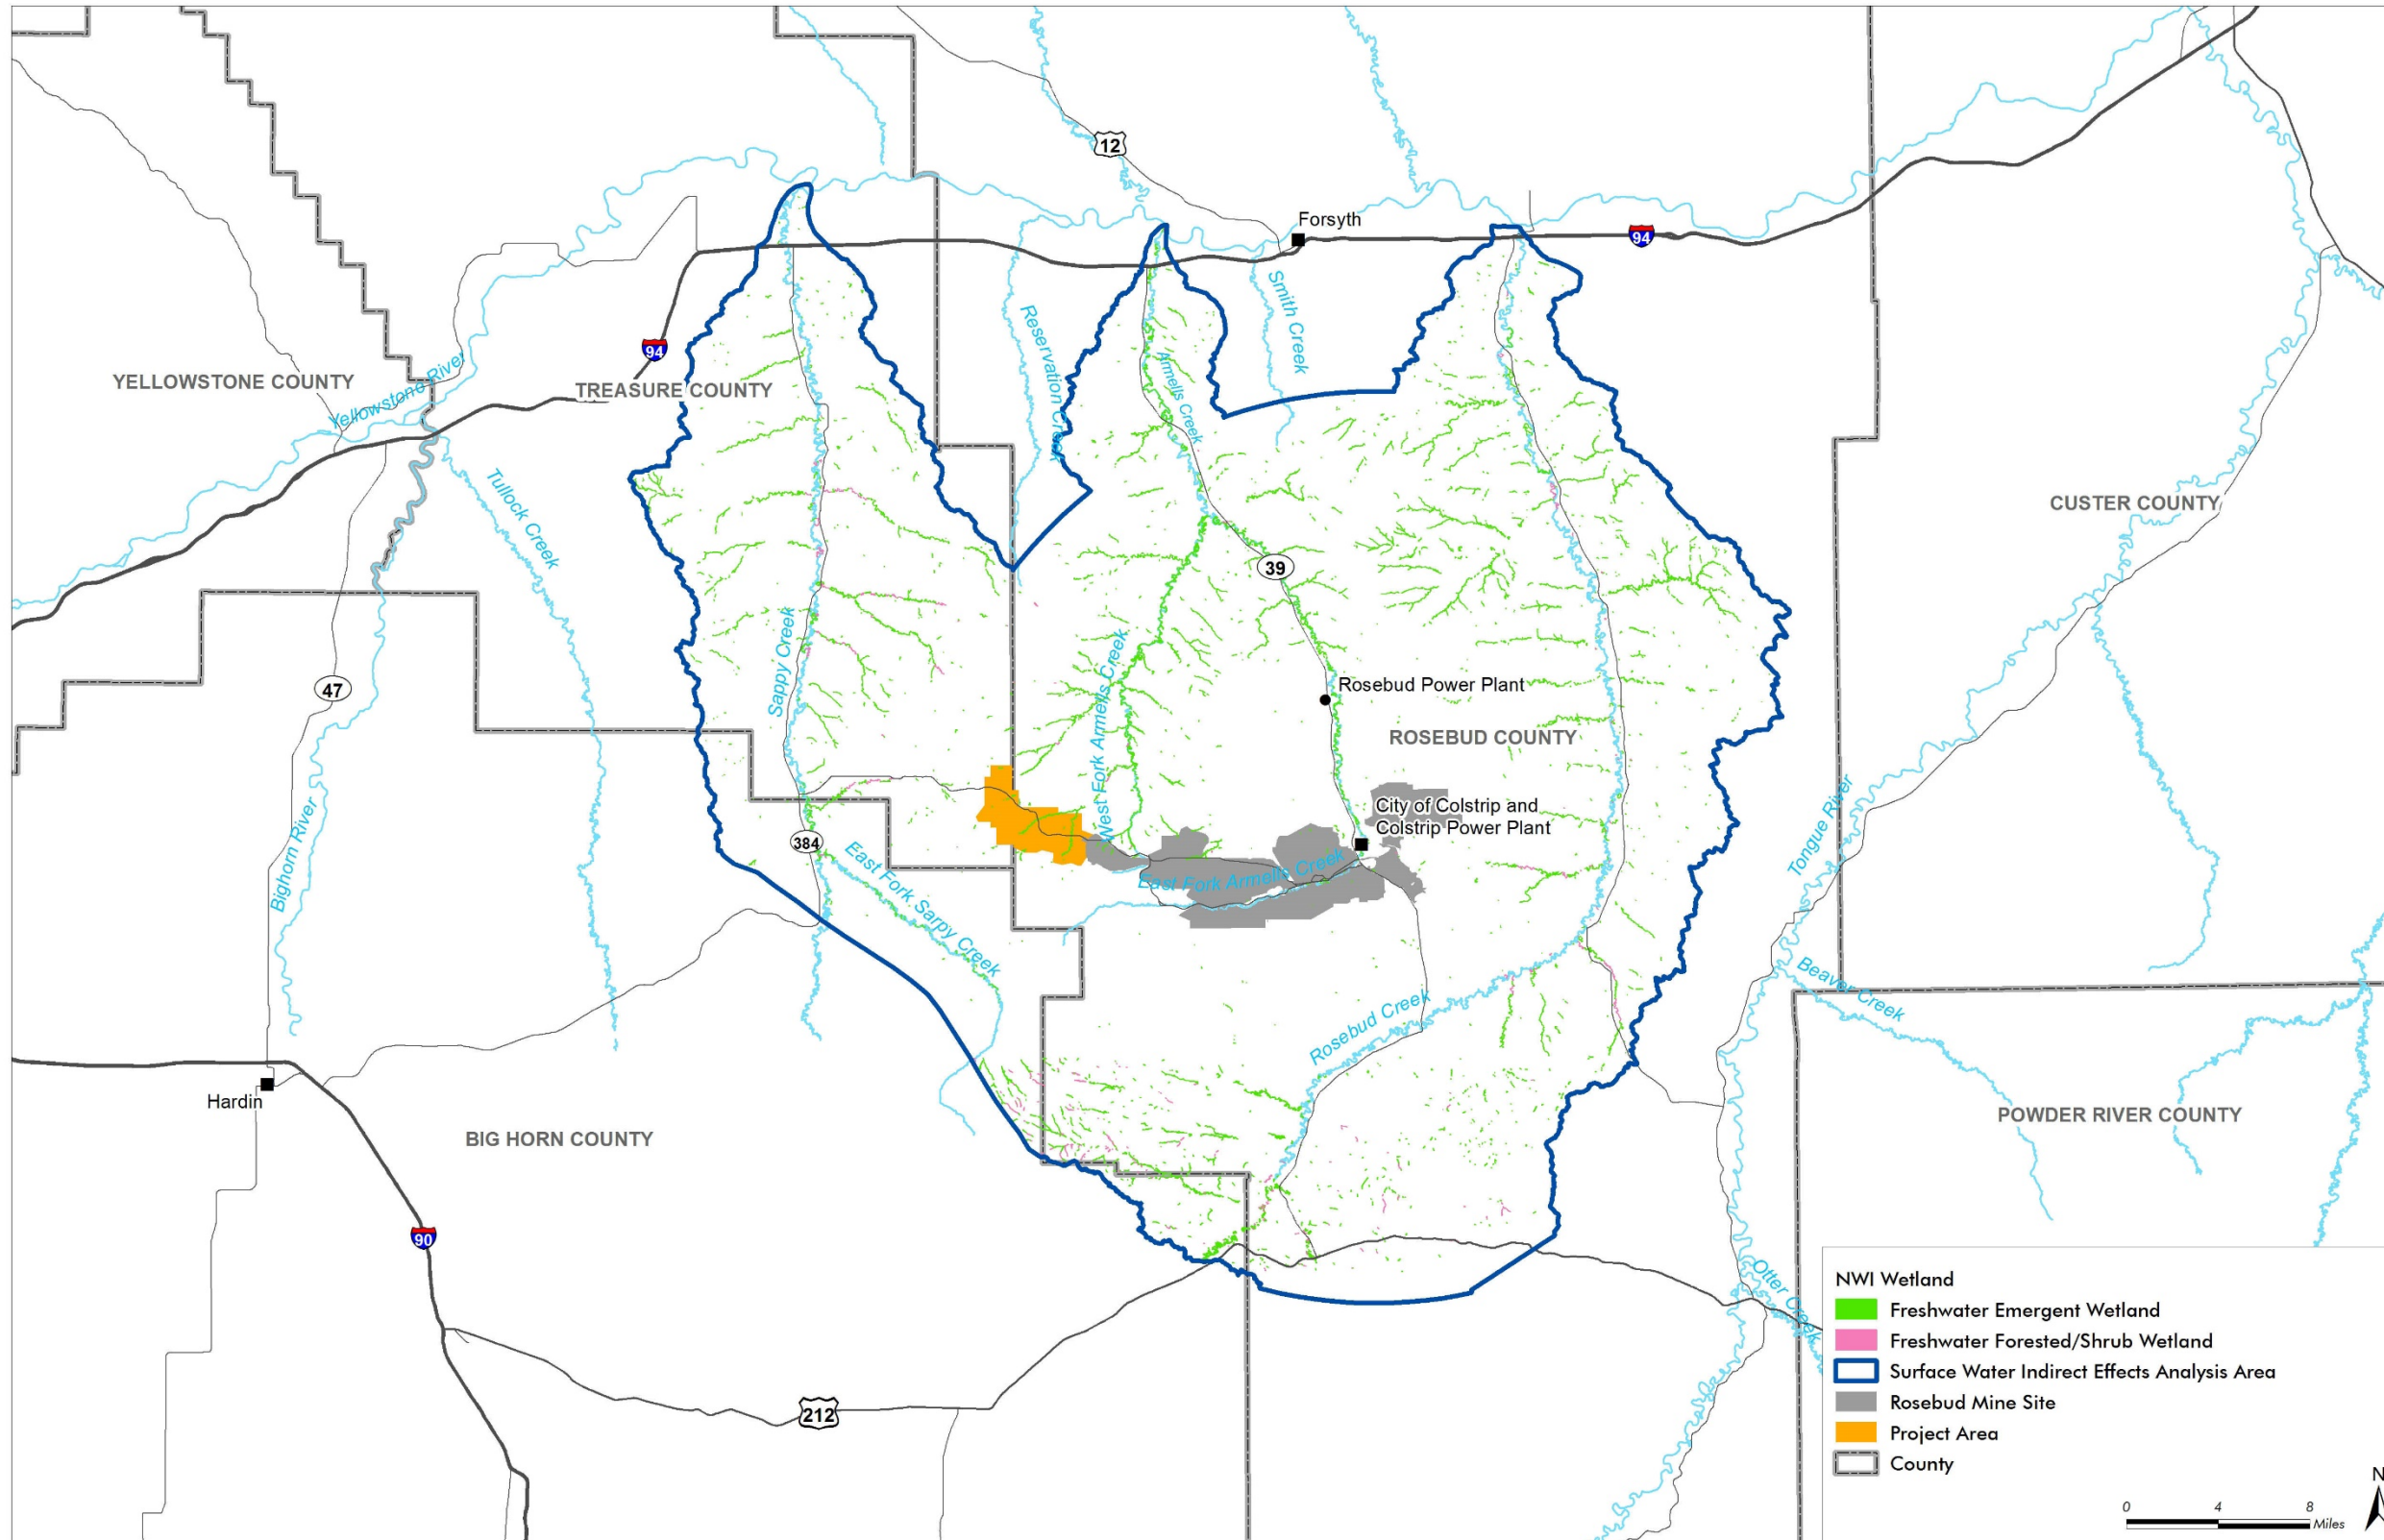 12
Forsyth
94
Smith Creek
Reservation Creek
94
Armells Creek
YELLOWSTONE COUNTY
TREASURE COUNTY
Yellowstone River
Tullock Creek
CUSTER COUNTY
39
Sappy Creek
West Fork Armells Creek
47
Rosebud Power Plant
ROSEBUD COUNTY
City of Colstrip and
Colstrip Power Plant
Bighorn River
384
East Fork Sarpy Creek
East Fork Armells Creek
Tongue River
Beaver Creek
Rosebud Creek
Hardin
BIG HORN COUNTY
POWDER RIVER COUNTY
90
Otter Creek
212
NWI Wetland
Freshwater Emergent Wetland
Freshwater Forested/Shrub Wetland
Surface Water Indirect Effects Analysis Area
Rosebud Mine Site
Project Area
County
N
0 4 8
Miles